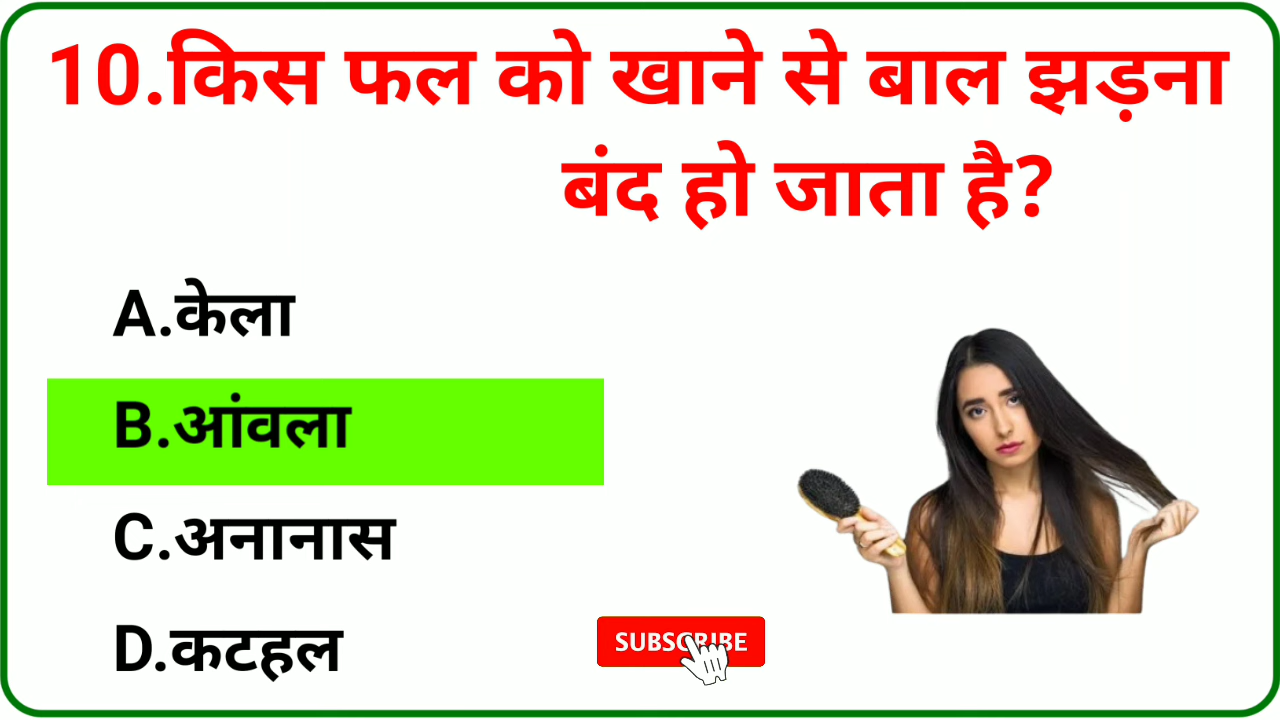 10.किस फल को खाने से बाल झड़ना
बंद हो जाता है?
A.केला
B.आंवला
C.अनानास
D.कटहल
SUBSCRIBE